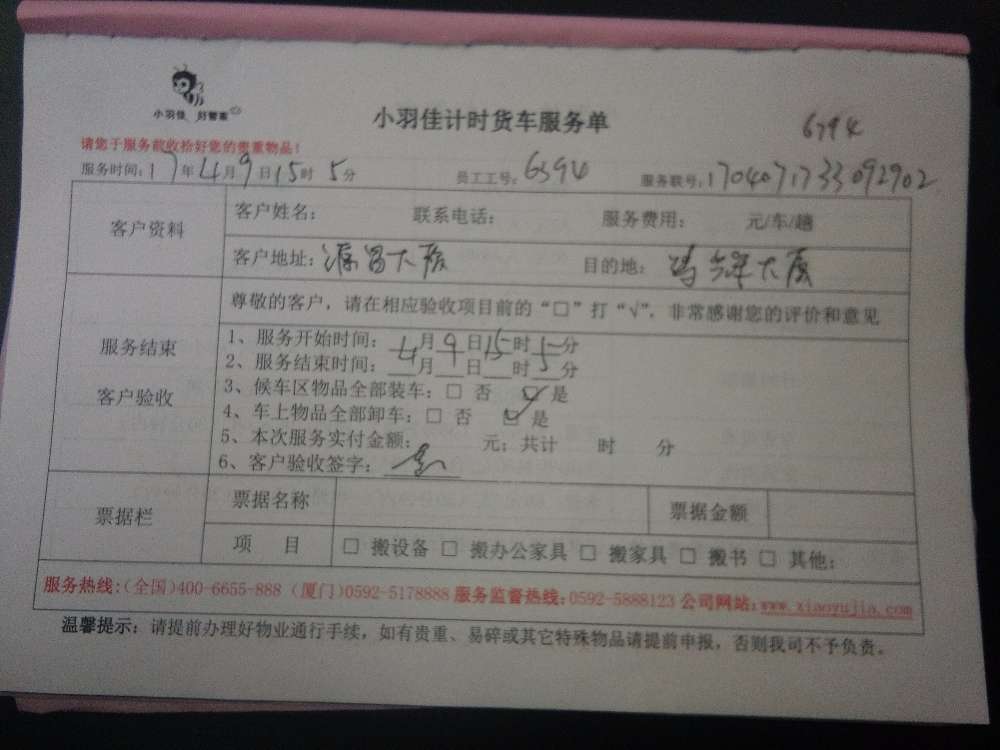 小羽佳 好管家
小羽佳计时货车服务单
6394
请您于服务前收拾好您的贵重物品!
服务时间:17年4月9日15时5分 员工工号:6394 服务联号:1704071733092902
客户资料
客户姓名: 联系电话: 服务费用: 元/车/趟
客户地址:源昌大厦 目的地: 大厦
尊敬的客户,请在相应验收项目前的“□”打“√”,非常感谢您的评价和意见
服务结束
客户验收
1、服务开始时间:4月9日15时5分
2、服务结束时间:__月__日__时__分
3、候车区物品全部装车:□ 否 ☑ 是
4、车上物品全部卸车:□ 否 □ 是
5、本次服务实付金额: 元;共计 时 分
6、客户验收签字:
票据栏
票据名称 票据金额
项 目 □ 搬设备 □ 搬办公家具 □ 搬家具 □ 搬书 □ 其他:
服务热线:(全国)400-6655-888 (厦门)0592-5178888 服务监督热线:0592-5888123 公司网站:www.xiaoyujia.com
温馨提示:请提前办理好物业通行手续,如有贵重、易碎或其它特殊物品请提前申报,否则我司不予负责。